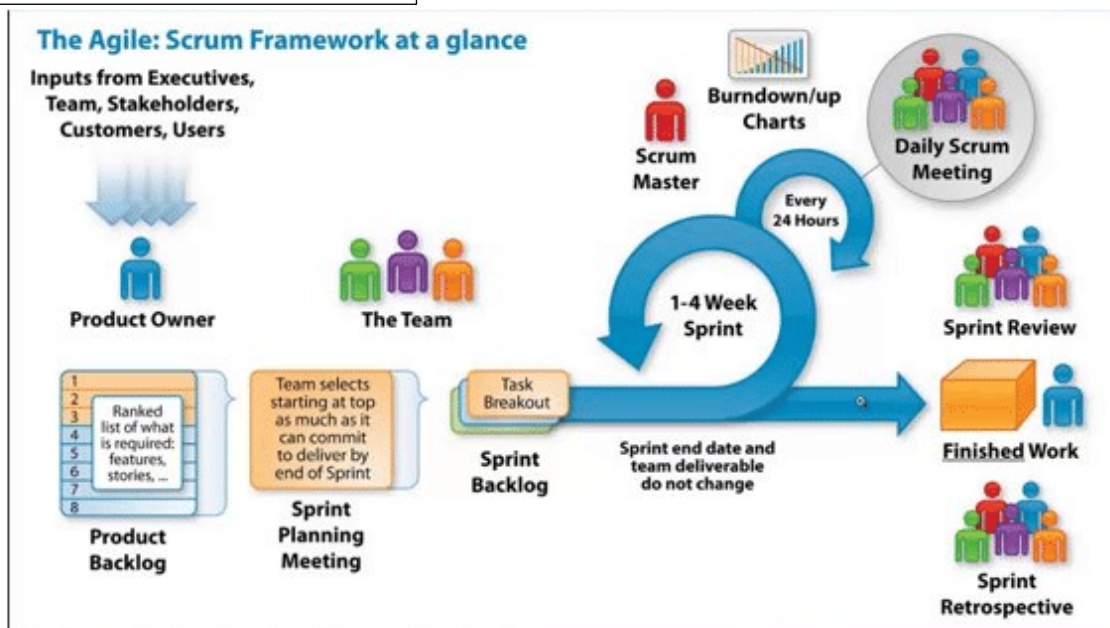 The Agile: Scrum Framework at a glance
Inputs from Executives,
Team, Stakeholders,
Customers, Users
Product Owner
The Team
Scrum
Master
Burndown/up
Charts
Daily Scrum
Meeting
Every
24 Hours
1-4 Week
Sprint
Sprint Review
1
2
3
4
5
6
7
8
Ranked
list of what
is required:
features,
stories, ...
Product
Backlog
Team selects
starting at top
as much as it
can commit
to deliver by
end of Sprint
Sprint
Planning
Meeting
Task
Breakout
Sprint
Backlog
Sprint end date and
team deliverable
do not change
Finished Work
Sprint
Retrospective